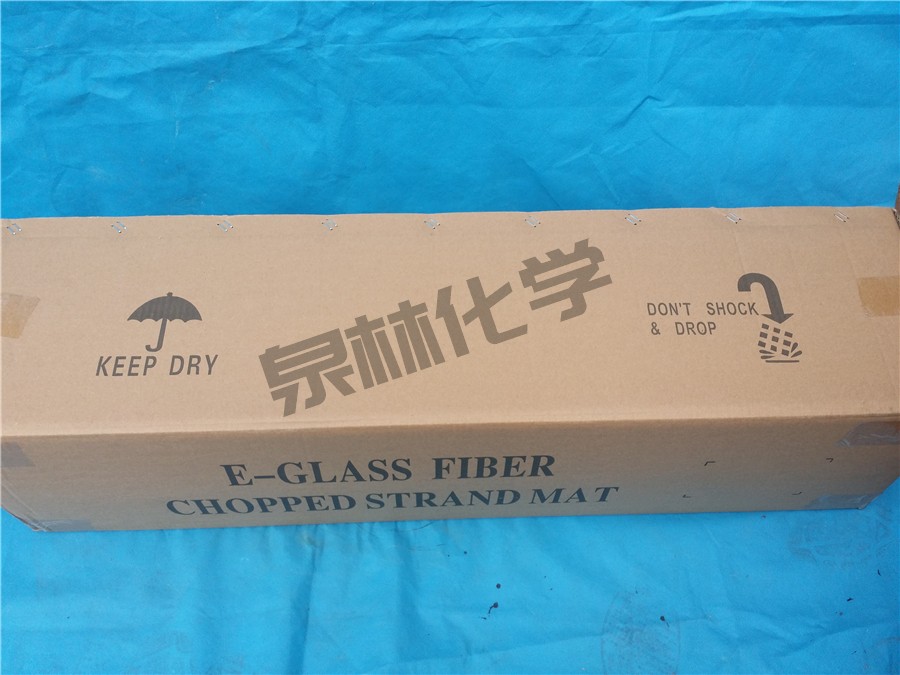 泉林化学
KEEP DRY
DON'T SHOCK
& DROP
E-GLASS FIBER
CHOPPED STRAND MAT